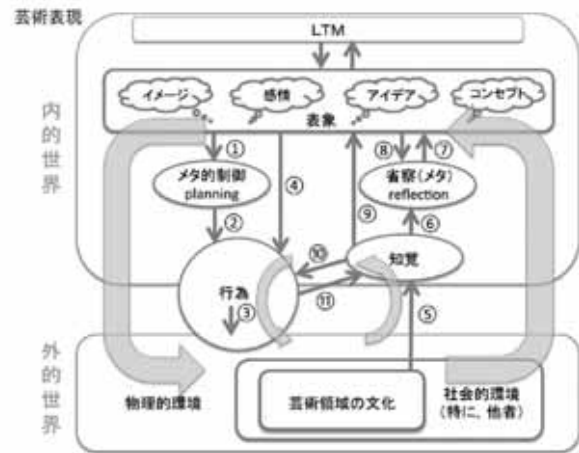 芸術表現
LTM
イメージ
感情
アイデア
コンセプト
表象
内的世界
①
④
⑧
⑦
メタ的制御
planning
省察(メタ)
reflection
②
⑨
⑥
⑩
知覚
行為
⑪
③
⑤
外的世界
物理的環境
芸術領域の文化
社会的環境
(特に、他者)